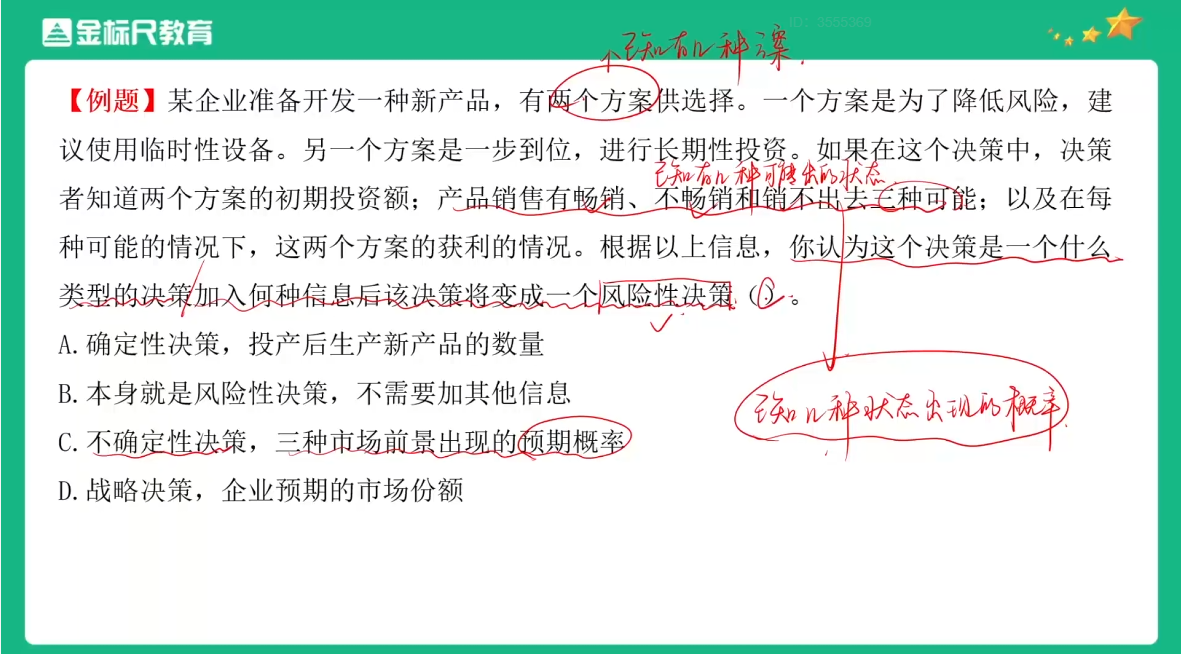 金标尺教育
ID: 3555369
已知有几种方案.
【例题】某企业准备开发一种新产品，有两个方案供选择。一个方案是为了降低风险，建
议使用临时性设备。另一个方案是一步到位，进行长期性投资。如果在这个决策中，决策
已知有几种可能出的状态.
者知道两个方案的初期投资额；产品销售有畅销、不畅销和销不出去三种可能；以及在每
种可能的情况下，这两个方案的获利的情况。根据以上信息，你认为这个决策是一个什么
类型的决策加入何种信息后该决策将变成一个风险性决策（）。
A.确定性决策，投产后生产新产品的数量
B.本身就是风险性决策，不需要加其他信息
已知几种状态出现的概率.
C.不确定性决策，三种市场前景出现的预期概率
D.战略决策，企业预期的市场份额